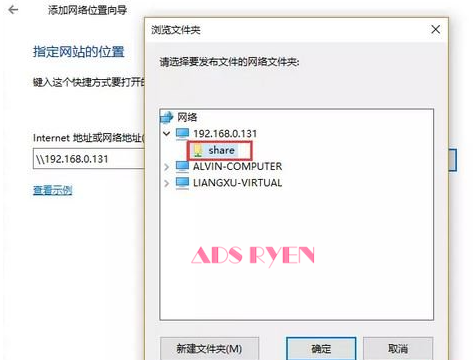 添加网络位置向导
浏览文件夹
指定网站的位置
请选择要发布文件的网络文件夹:
键入这个快捷方式要打开的
网络
192.168.0.131
Internet 地址或网络地址(
share
\\192.168.0.131
ALVIN-COMPUTER
查看示例
LIANGXU-VIRTUAL
ADS RYEN
新建文件夹(M)
确定
取消